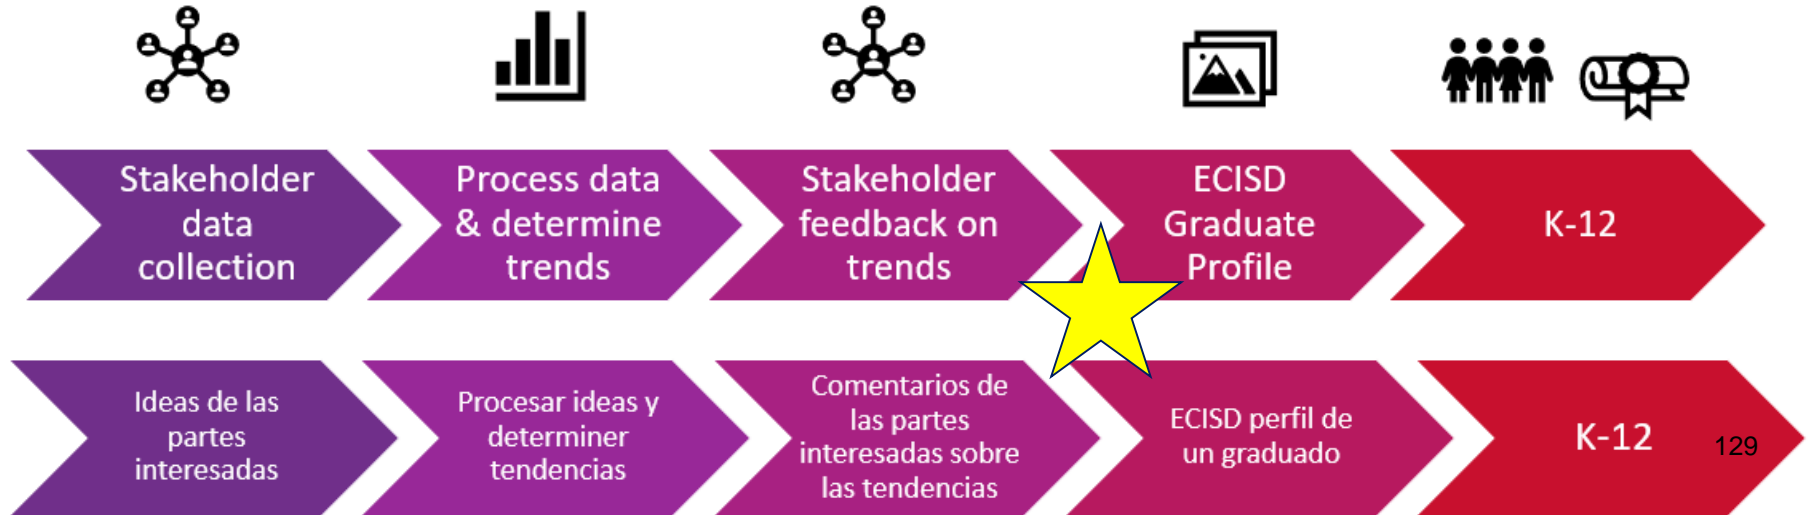 Stakeholder
data
collection
Process data
& determine
trends
Stakeholder
feedback on
trends
ECISD
Graduate
Profile
K-12
Ideas de las
partes
interesadas
Procesar ideas y
determiner
tendencias
Comentarios de
las partes
interesadas sobre
las tendencias
ECISD perfil de
un graduado
K-12
129